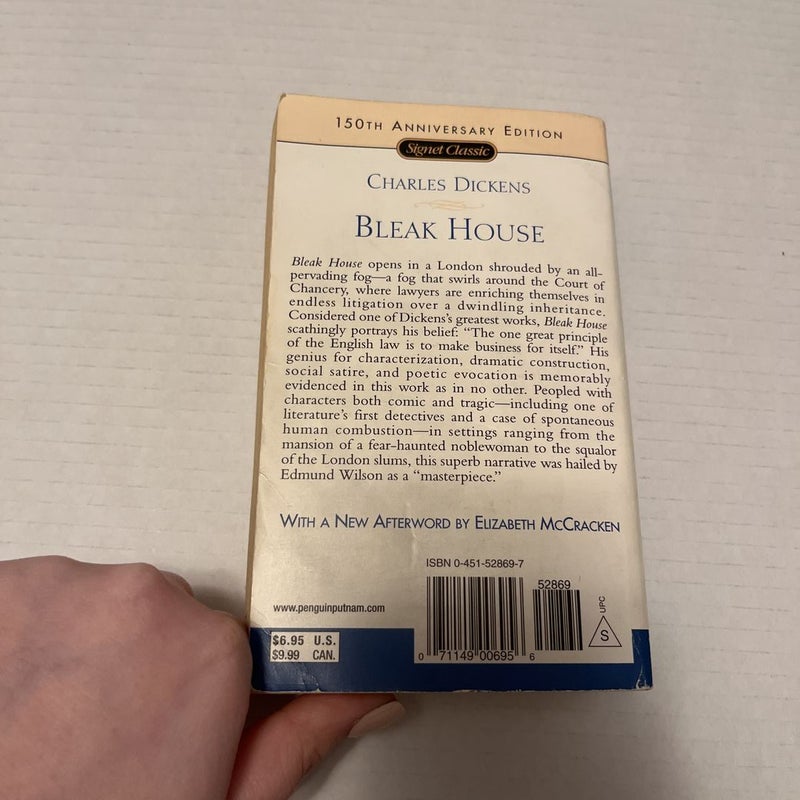 150TH ANNIVERSARY EDITION
Signet Classic
CHARLES DICKENS
BLEAK HOUSE
Bleak House opens in a London shrouded by an all-
pervading fog—a fog that swirls around the Court of
Chancery, where lawyers are enriching themselves in
endless litigation over a dwindling inheritance.
Considered one of Dickens's greatest works, Bleak House
scathingly portrays his belief: “The one great principle
of the English law is to make business for itself.” His
genius for characterization, dramatic construction,
social satire, and poetic evocation is memorably
evidenced in this work as in no other. Peopled with
characters both comic and tragic—including one of
literature's first detectives and a case of spontaneous
human combustion—in settings ranging from the
mansion of a fear-haunted noblewoman to the squalor
of the London slums, this superb narrative was hailed by
Edmund Wilson as a “masterpiece.”
WITH A NEW AFTERWORD BY ELIZABETH MCCRACKEN
ISBN 0-451-52869-7
52869
www.penguinputnam.com
UPC
S
$6.95 U.S.
$9.99 CAN.
0 71149 00695 6